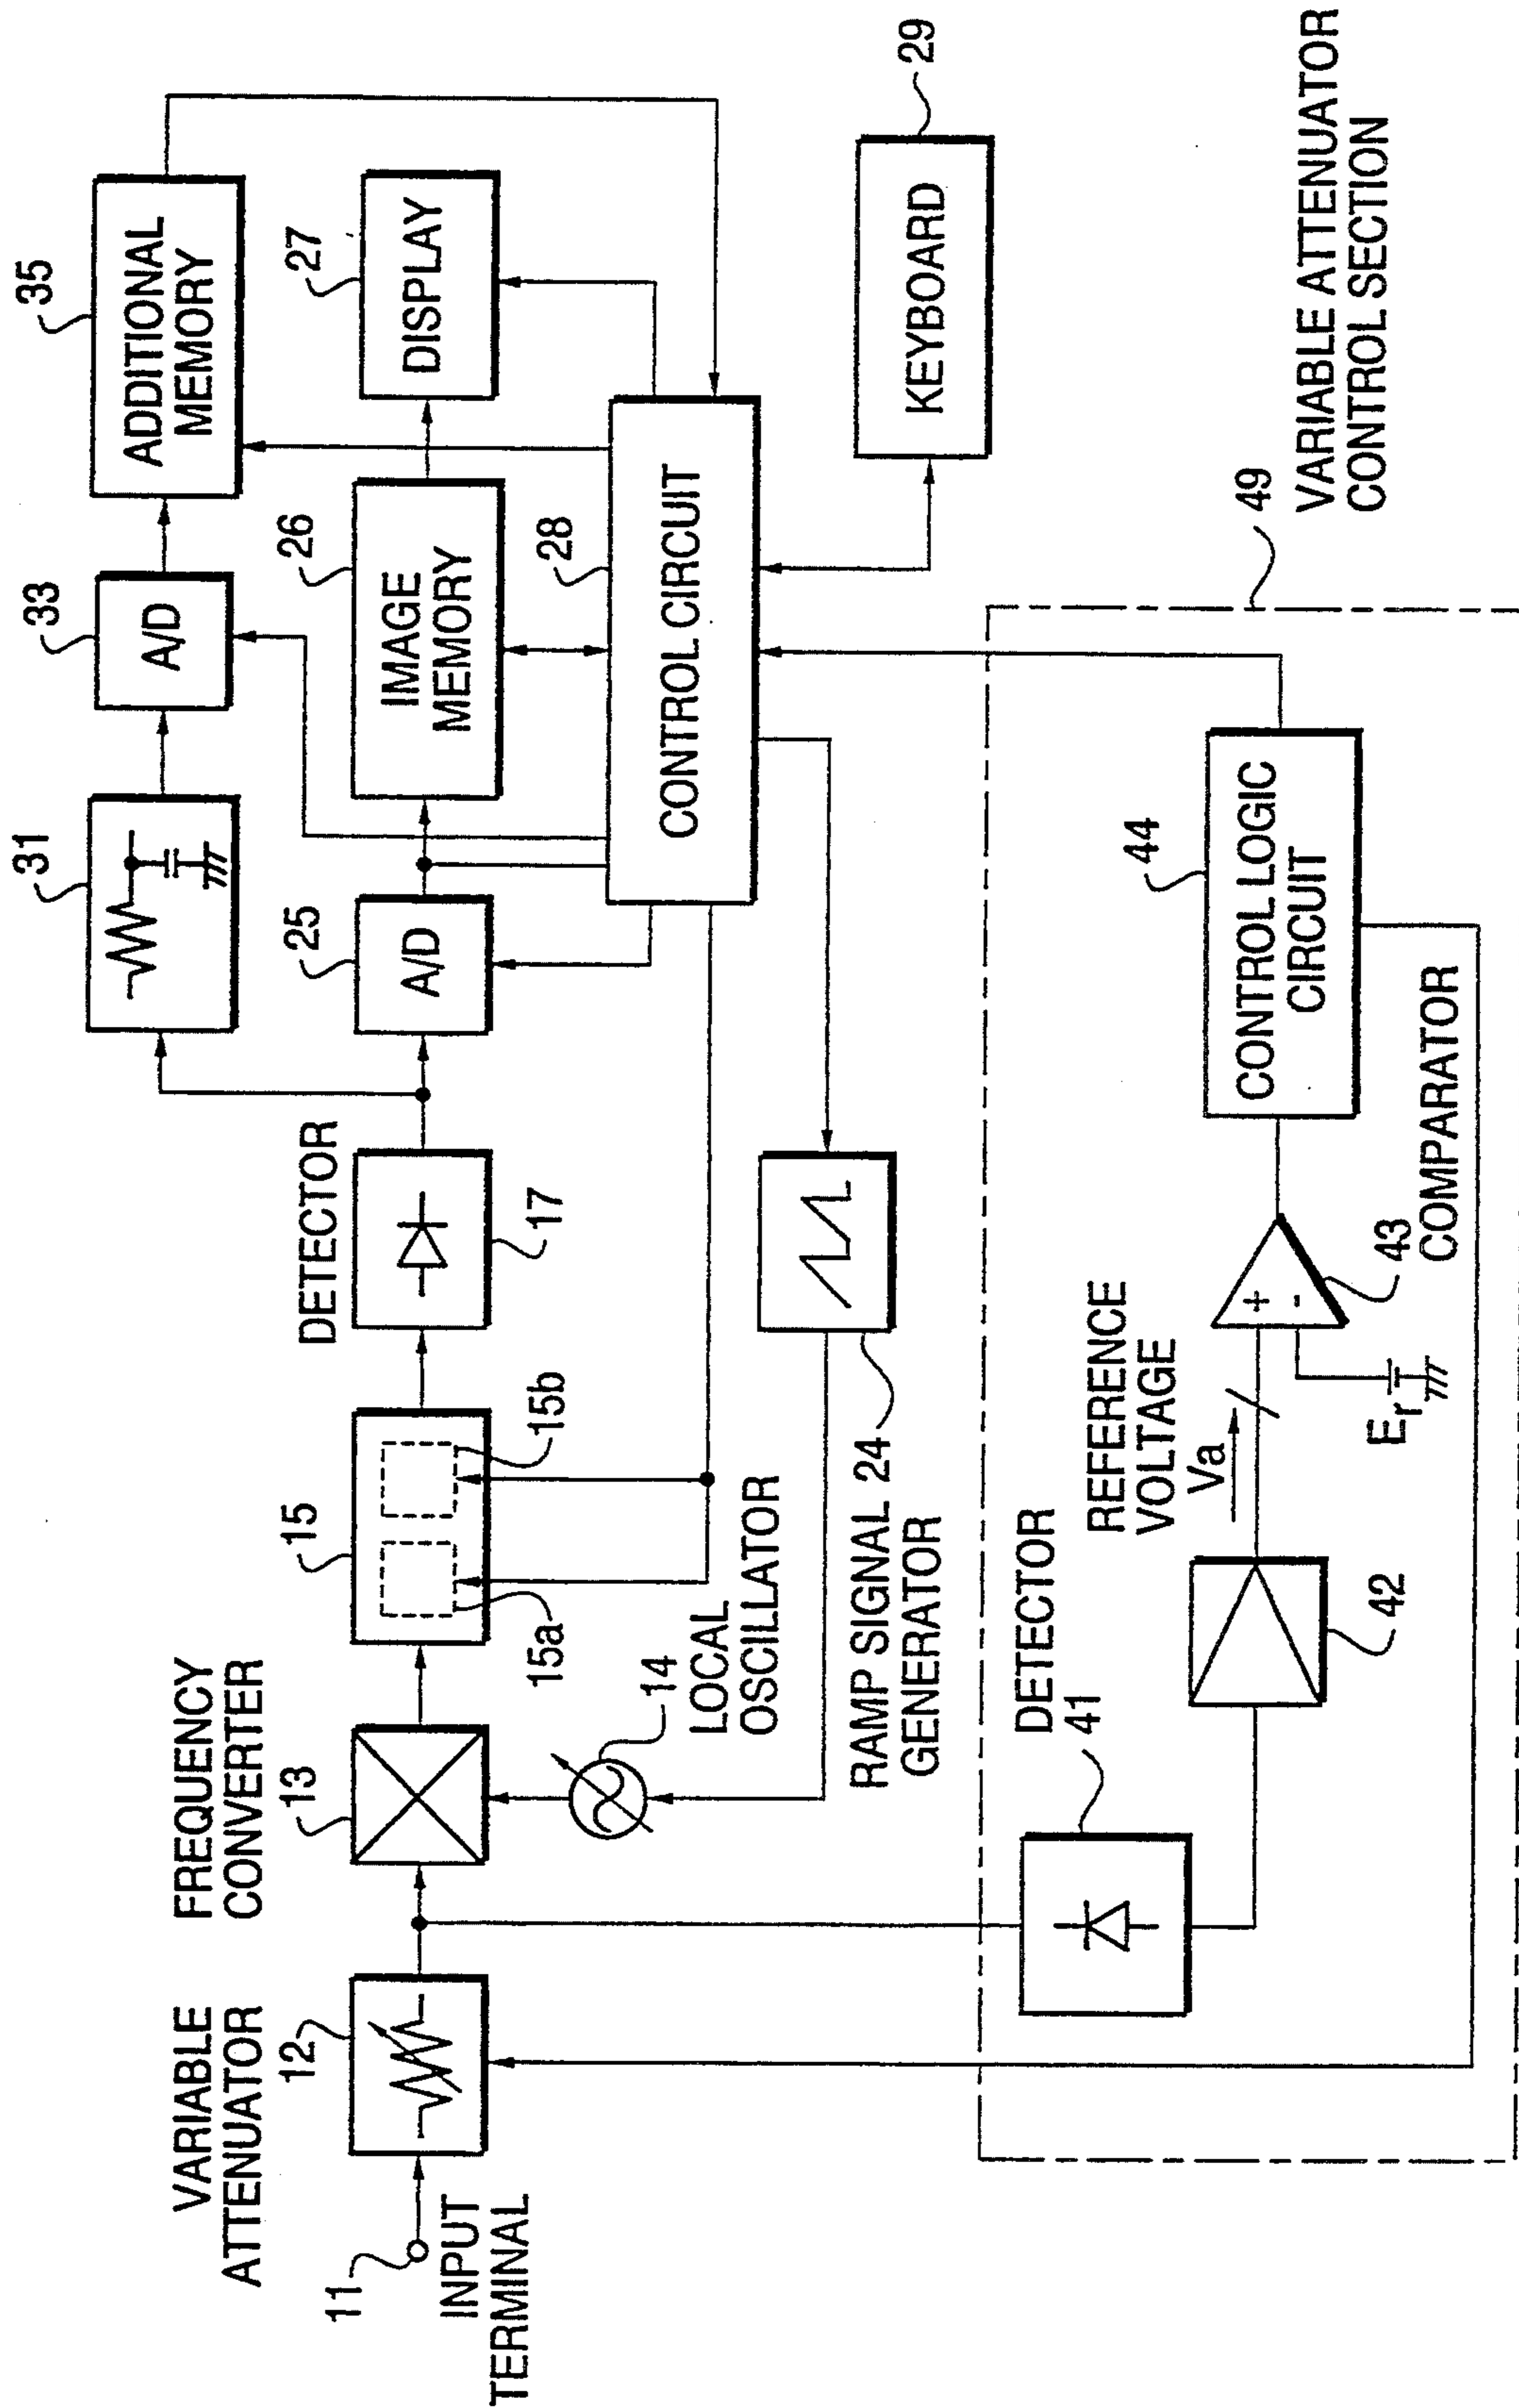 VARIABLE
ATTENUATOR
12
11
INPUT
TERMINAL
FREQUENCY
CONVERTER
13
14
LOCAL
OSCILLATOR
15
15a
15b
DETECTOR
17
RAMP SIGNAL 24
GENERATOR
31
25
A/D
33
A/D
26
IMAGE
MEMORY
35
ADDITIONAL
MEMORY
27
DISPLAY
28
CONTROL CIRCUIT
29
KEYBOARD
DETECTOR
41
42
REFERENCE
VOLTAGE
Va
Er
+
-
43
COMPARATOR
44
CONTROL LOGIC
CIRCUIT
49
VARIABLE ATTENUATOR
CONTROL SECTION